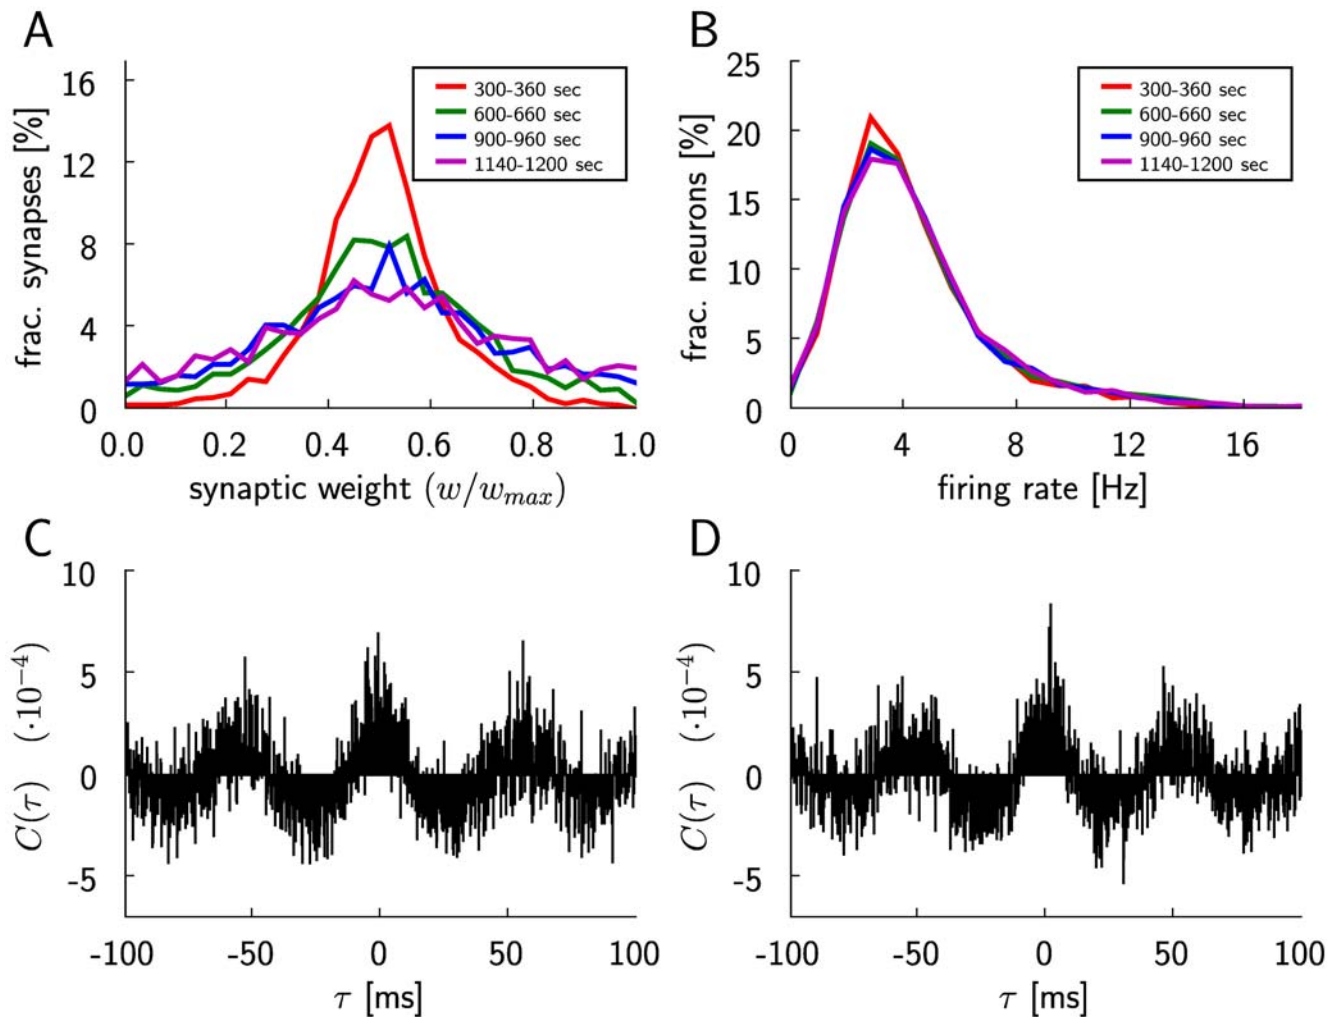 A
frac. synapses [%]
16
12
8
4
0
300-360 sec
600-660 sec
900-960 sec
1140-1200 sec
0.0 0.2 0.4 0.6 0.8 1.0
synaptic weight (w/w_max)
B
frac. neurons [%]
25
20
15
10
5
0
300-360 sec
600-660 sec
900-960 sec
1140-1200 sec
0 4 8 12 16
firing rate [Hz]
C
C(τ) (·10⁻⁴)
10
5
0
-5
-100 -50 0 50 100
τ [ms]
D
C(τ) (·10⁻⁴)
10
5
0
-5
-100 -50 0 50 100
τ [ms]